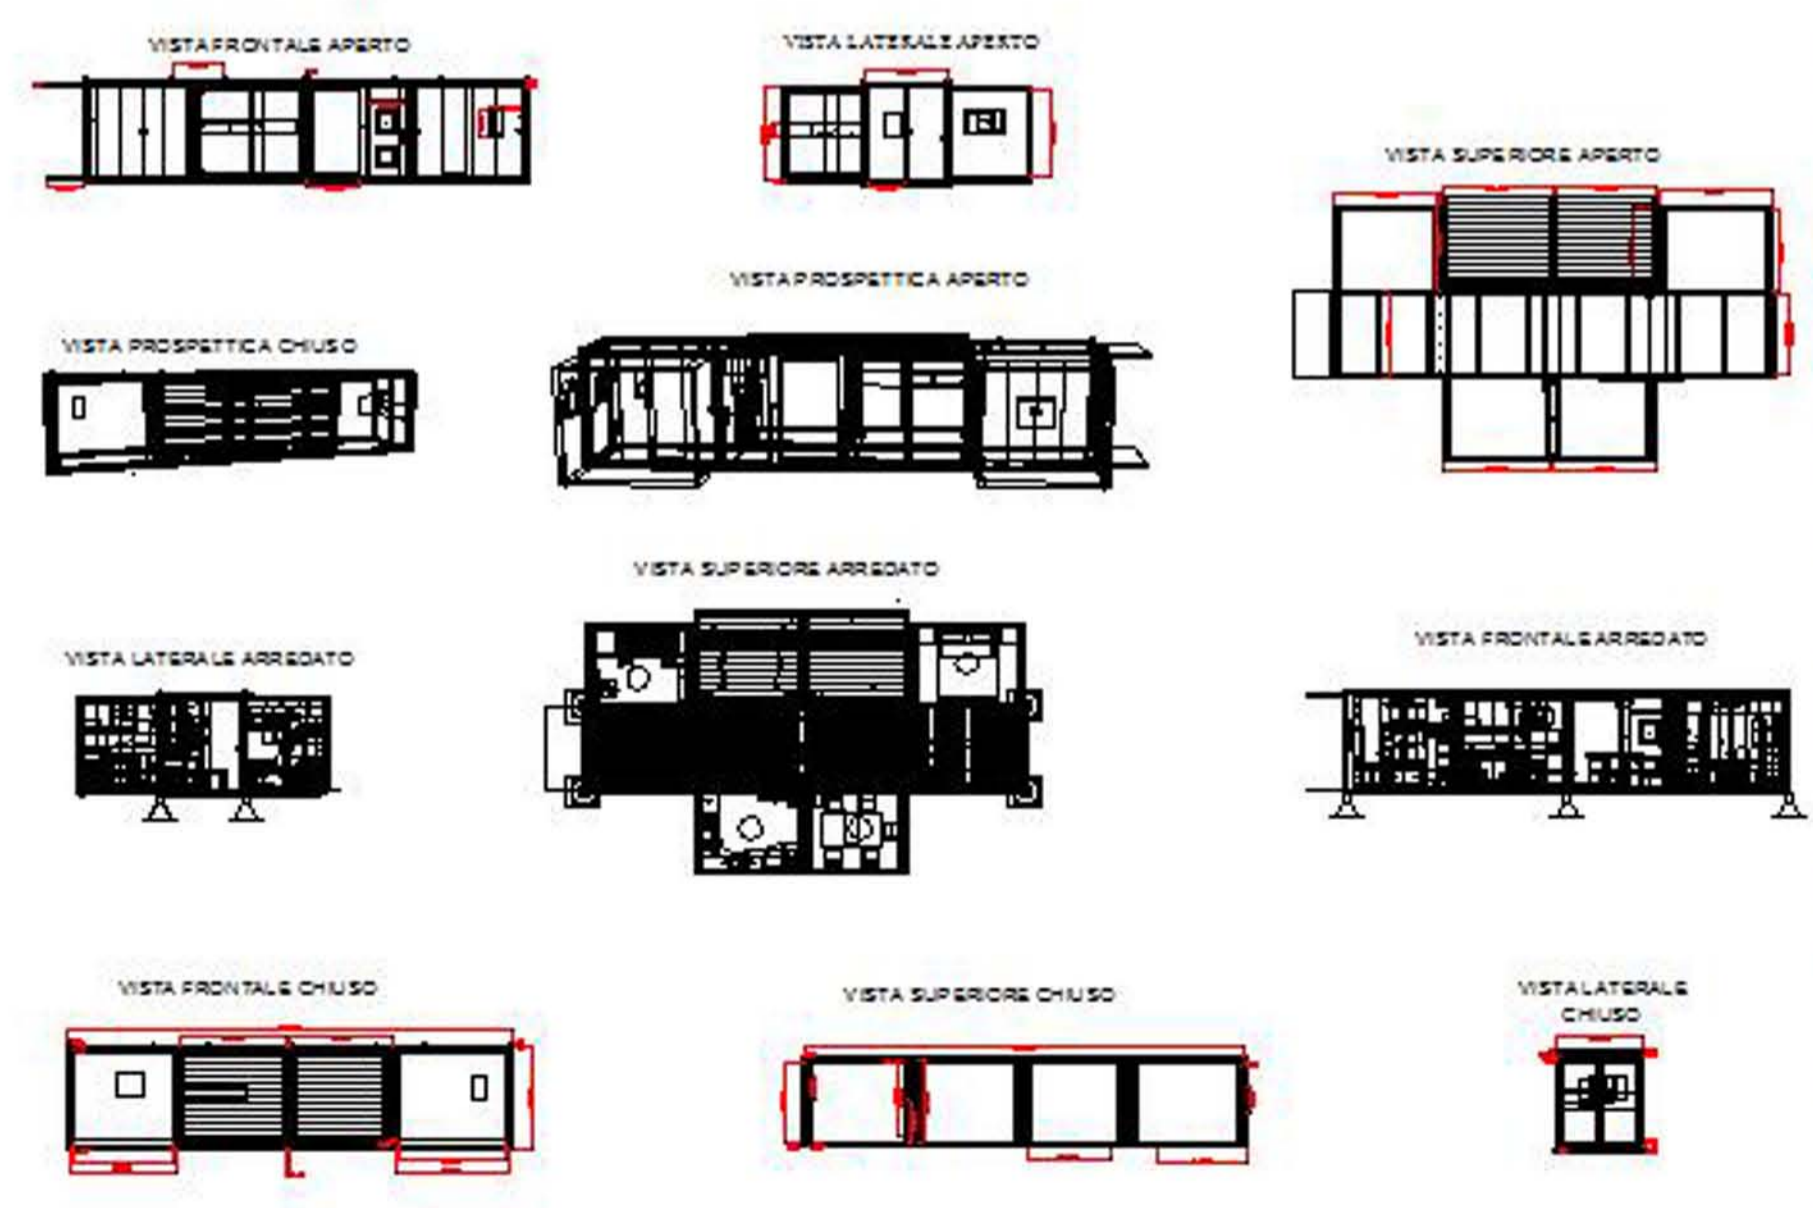 VISTA FRONTALE APERTO
VISTA LATERALE APERTO
VISTA SUPERIORE APERTO
VISTA PROSPETTICA APERTO
VISTA PROSPETTICA CHIUSO
VISTA SUPERIORE ARREDATO
VISTA FRONTALE ARREDATO
VISTA LATERALE ARREDATO
VISTA FRONTALE CHIUSO
VISTA SUPERIORE CHIUSO
VISTA LATERALE
CHIUSO